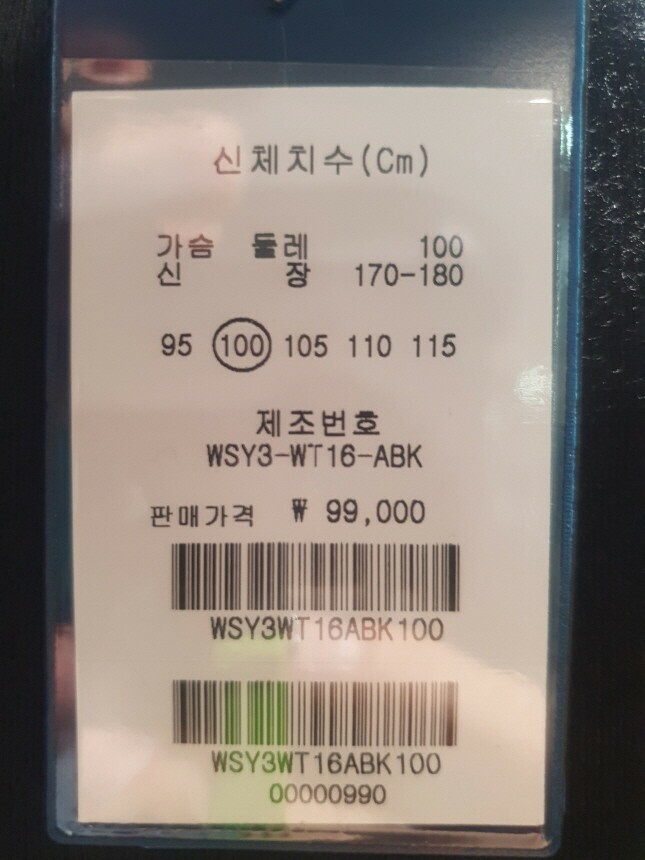 신체치수(Cm)
가슴 둘레 100
신 장 170-180
95 100 105 110 115
제조번호
WSY3-WT16-ABK
판매가격 ₩ 99,000
WSY3WT16ABK100
WSY3WT16ABK100
00000990